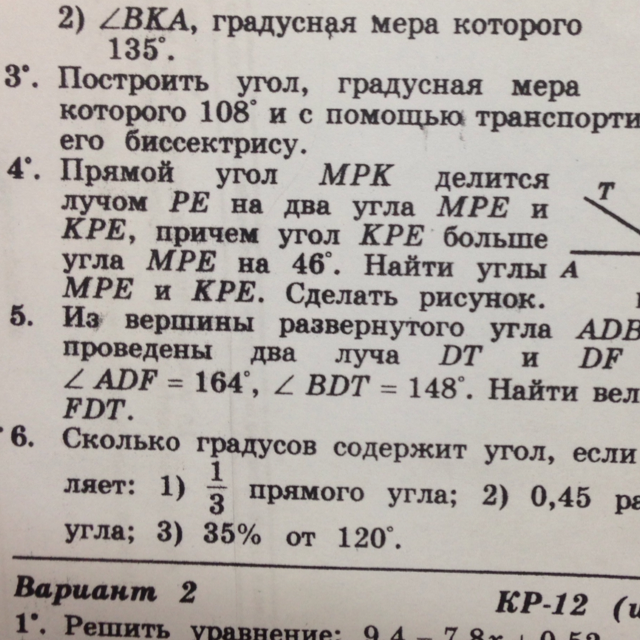 2) ∠BKA, градусная мера которого
135°.
3°. Построить угол, градусная мера
которого 108° и с помощью
его биссектрису.
4°. Прямой угол MPK делится
лучом PE на два угла MPE и
KPE, причем угол KPE больше
угла MPE на 46°. Найти углы
MPE и KPE. Сделать рисунок.
T
A
5. Из вершины развернутого угла ADB
проведены два луча DT и DF
∠ ADF = 164°, ∠ BDT = 148°. Найти
FDT.
6. Сколько градусов содержит угол, если
ляет: 1) 1/3 прямого угла; 2) 0,45
угла; 3) 35% от 120°.
Вариант 2 КР-12
1°. Решить уравнение: